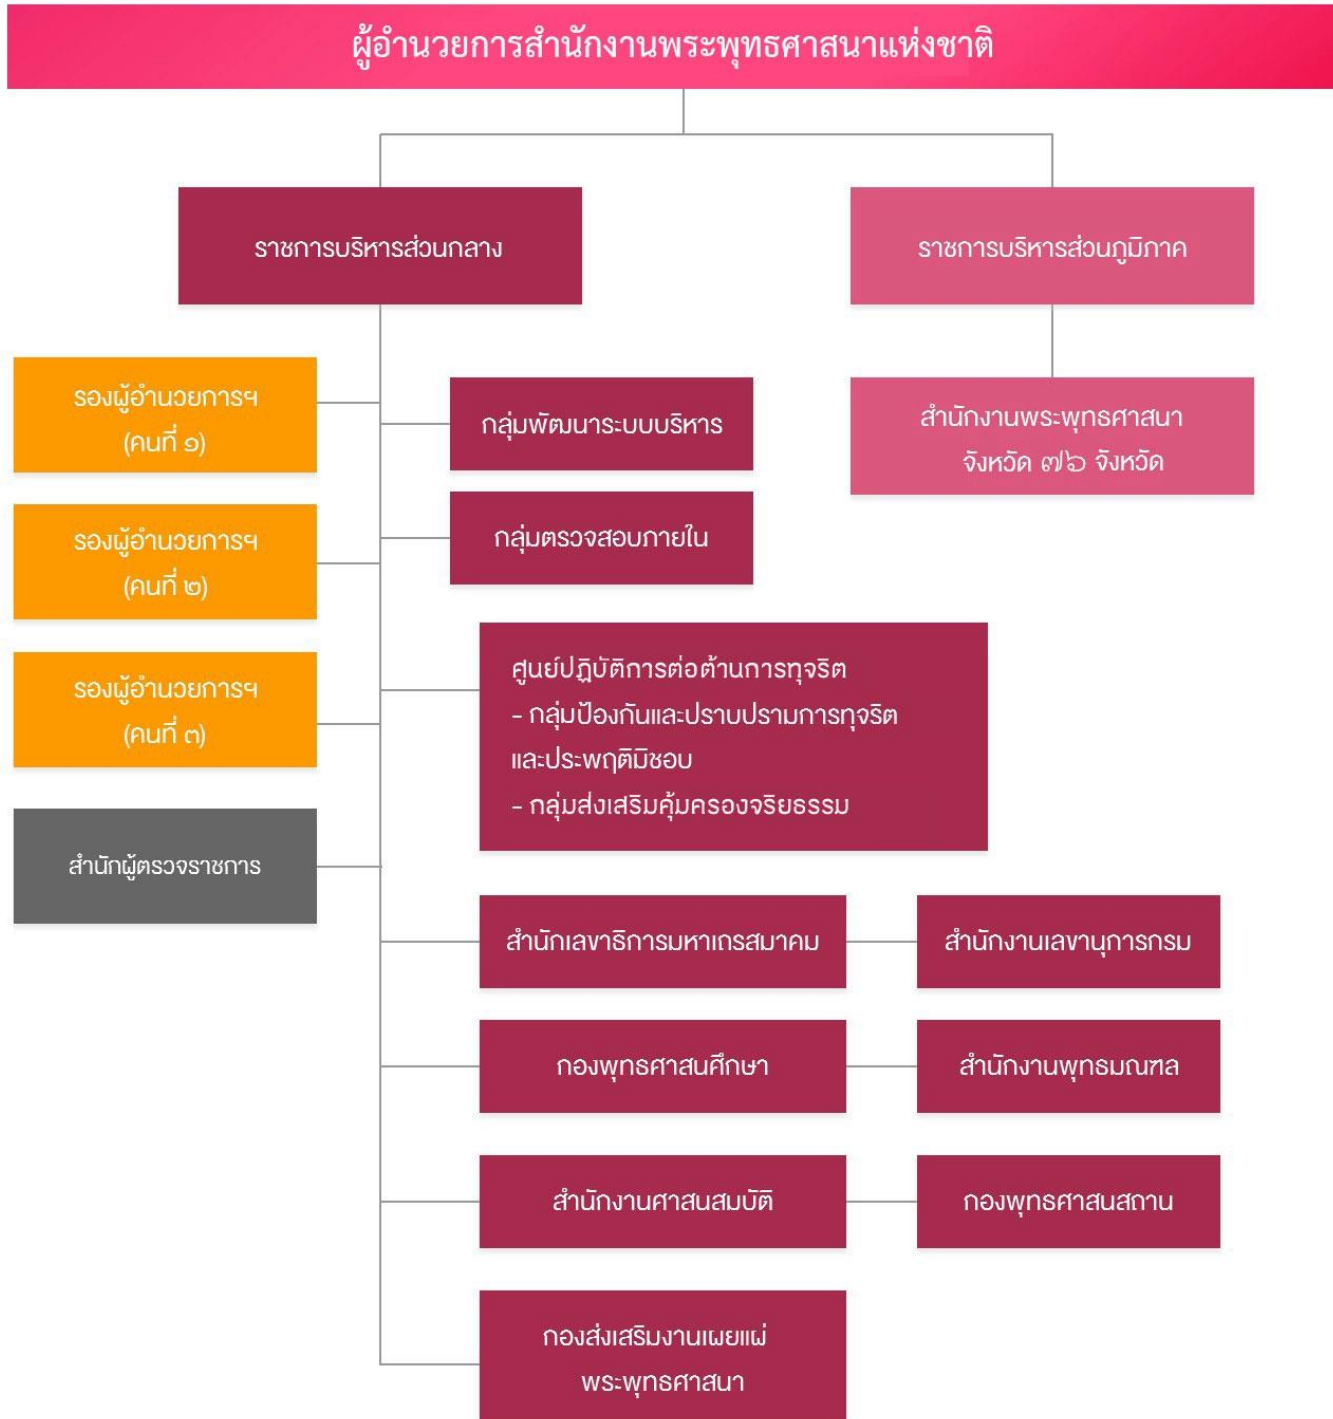 ผู้อำนวยการสำนักงานพระพุทธศาสนาแห่งชาติ
ราชการบริหารส่วนกลาง
ราชการบริหารส่วนภูมิภาค
รองผู้อำนวยการฯ
(คนที่ ๑)
กลุ่มพัฒนาระบบบริหาร
สำนักงานพระพุทธศาสนา
จังหวัด ๗๖ จังหวัด
รองผู้อำนวยการฯ
(คนที่ ๒)
กลุ่มตรวจสอบภายใน
รองผู้อำนวยการฯ
(คนที่ ๓)
ศูนย์ปฏิบัติการต่อต้านการทุจริต
- กลุ่มป้องกันและปราบปรามการทุจริต
และประพฤติมิชอบ
- กลุ่มส่งเสริมคุ้มครองจริยธรรม
สำนักผู้ตรวจราชการ
สำนักเลขาธิการมหาเถรสมาคม
สำนักงานเลขานุการกรม
กองพุทธศาสนศึกษา
สำนักงานพุทธมณฑล
สำนักงานศาสนสมบัติ
กองพุทธศาสนสถาน
กองส่งเสริมงานเผยแผ่
พระพุทธศาสนา